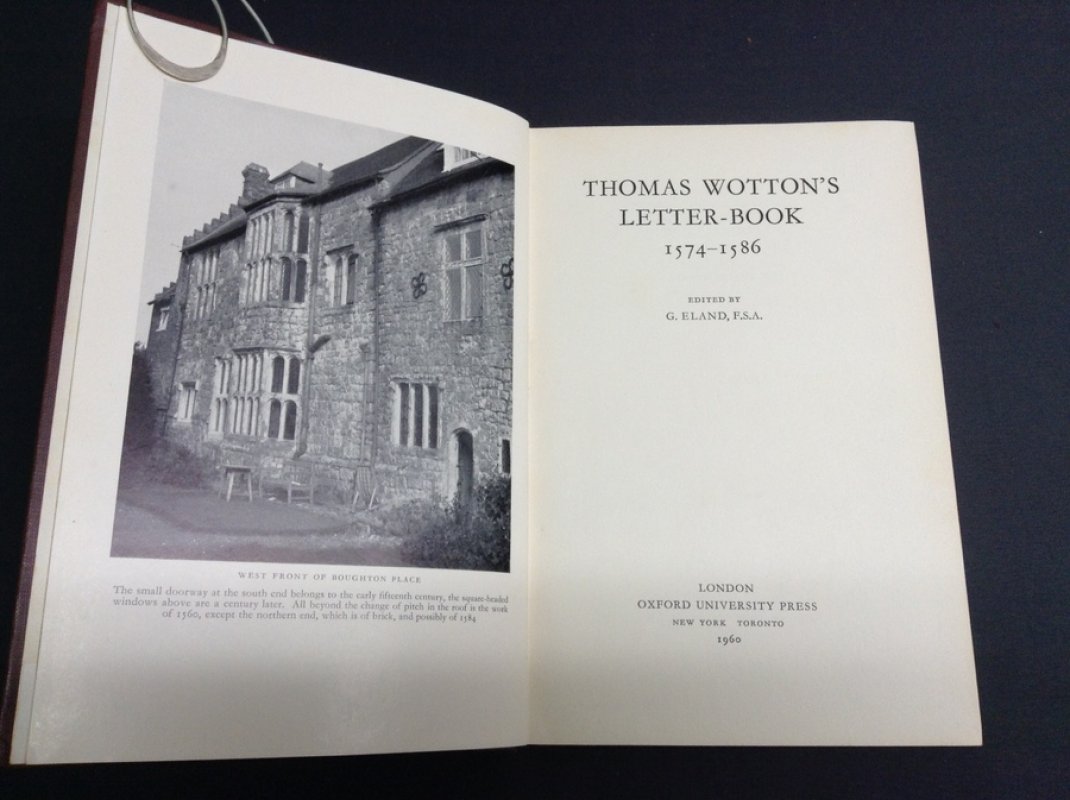 WEST FRONT OF BOUGHTON PLACE
The small doorway at the south end belongs to the early fifteenth century, the square-headed
windows above are a century later. All beyond the change of pitch in the roof is the work
of 1560, except the northern end, which is of brick, and possibly of 1584
THOMAS WOTTON'S
LETTER-BOOK
1574–1586
EDITED BY
G. ELAND, F.S.A.
LONDON
OXFORD UNIVERSITY PRESS
NEW YORK TORONTO
1960